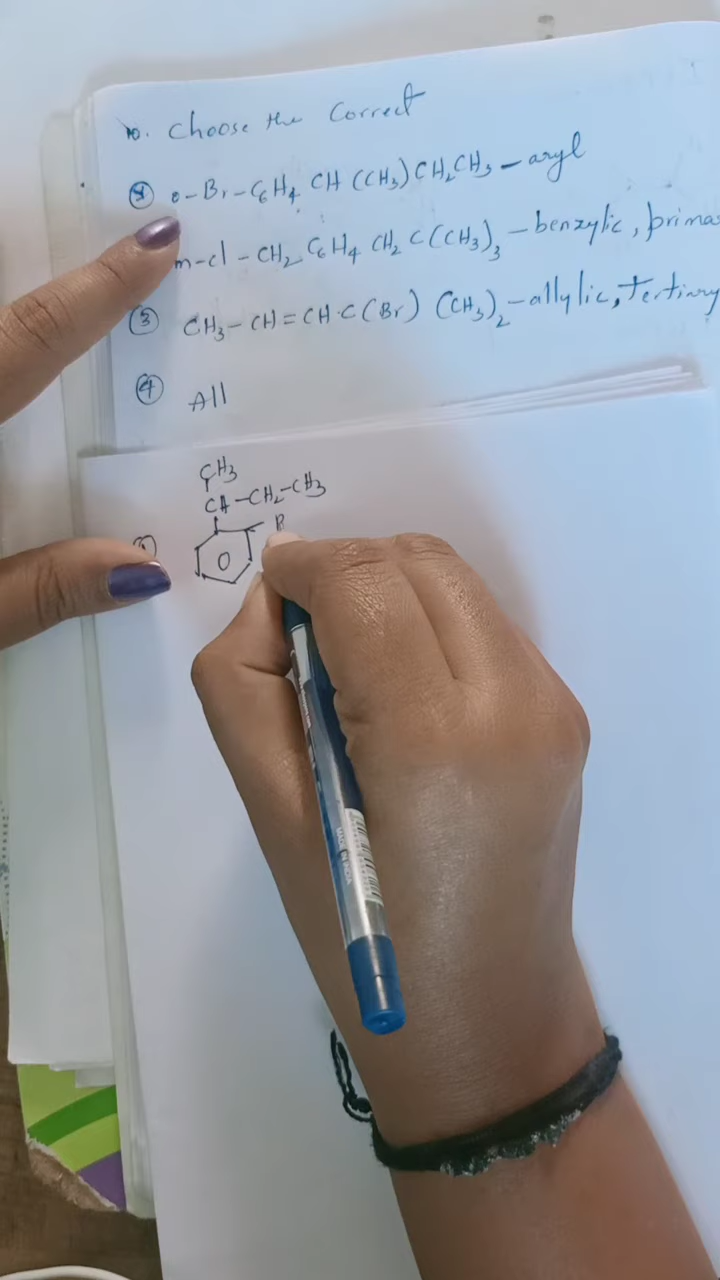 10. Choose the Correct
① o-Br-C₆H₄ CH (CH₃) CH₂CH₃ - aryl
m-cl-CH₂ C₆H₄ CH₂ C(CH₃)₃ - benzylic, prima
③ CH₃-CH=CH·C(Br) (CH₃)₂-allylic, Tertiary
④ All
CH₃
CH-CH₂-CH₃
B